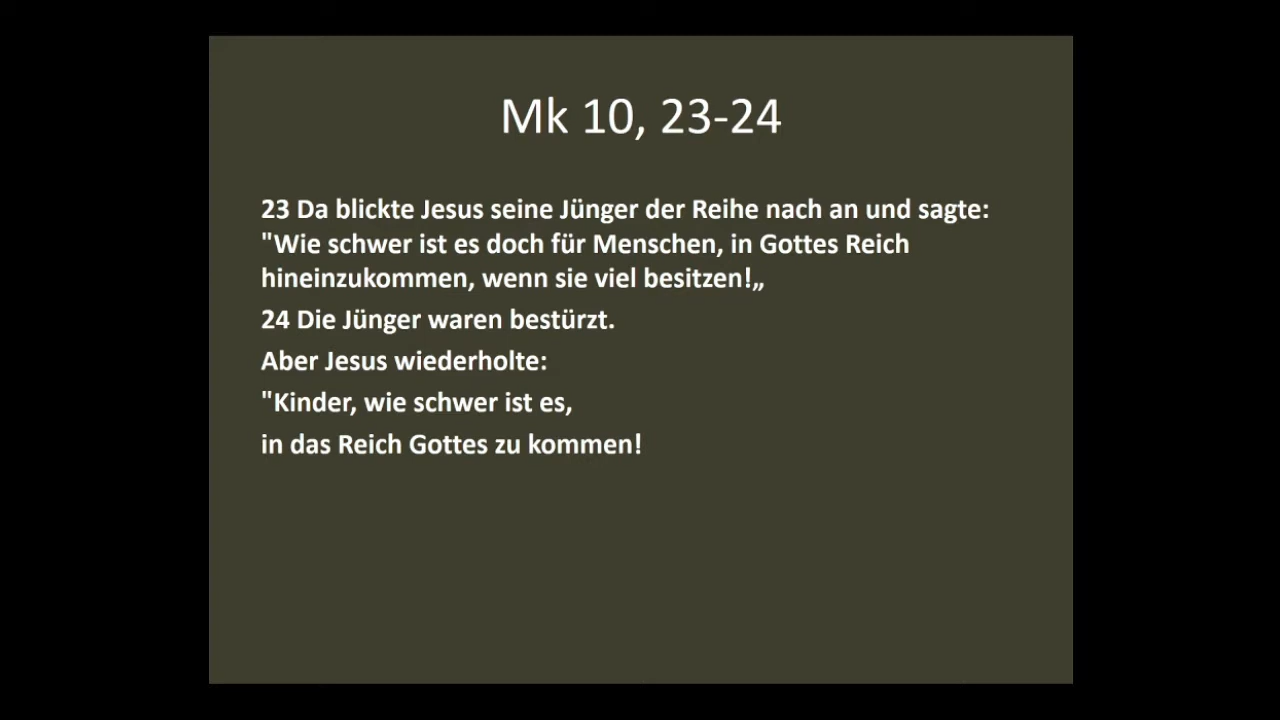 Mk 10, 23-24
23 Da blickte Jesus seine Jünger der Reihe nach an und sagte:
"Wie schwer ist es doch für Menschen, in Gottes Reich
hineinzukommen, wenn sie viel besitzen!„
24 Die Jünger waren bestürzt.
Aber Jesus wiederholte:
"Kinder, wie schwer ist es,
in das Reich Gottes zu kommen!